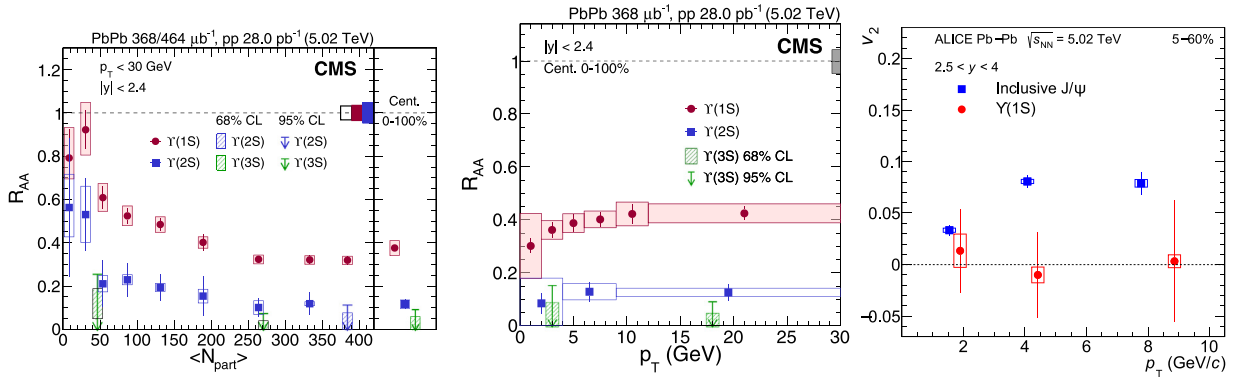 PbPb 368/464 μb⁻¹, pp 28.0 pb⁻¹ (5.02 TeV)
p_T < 30 GeV
|y| < 2.4
CMS
Cent.
0-100%
68% CL 95% CL
ϒ(1S) ϒ(2S) ϒ(2S)
ϒ(2S) ϒ(3S) ϒ(3S)
R_AA
1.2
1
0.8
0.6
0.4
0.2
0
0 50 100 150 200 250 300 350 400
<N_part>
PbPb 368 μb⁻¹, pp 28.0 pb⁻¹ (5.02 TeV)
|y| < 2.4
Cent. 0-100%
CMS
ϒ(1S)
ϒ(2S)
ϒ(3S) 68% CL
ϒ(3S) 95% CL
R_AA
1
0.8
0.6
0.4
0.2
0
0 5 10 15 20 25 30
p_T (GeV)
v₂
ALICE Pb−Pb √s_NN = 5.02 TeV 5−60%
2.5 < y < 4
Inclusive J/ψ
ϒ(1S)
0.2
0.15
0.1
0.05
0
−0.05
2 4 6 8 10
p_T (GeV/c)